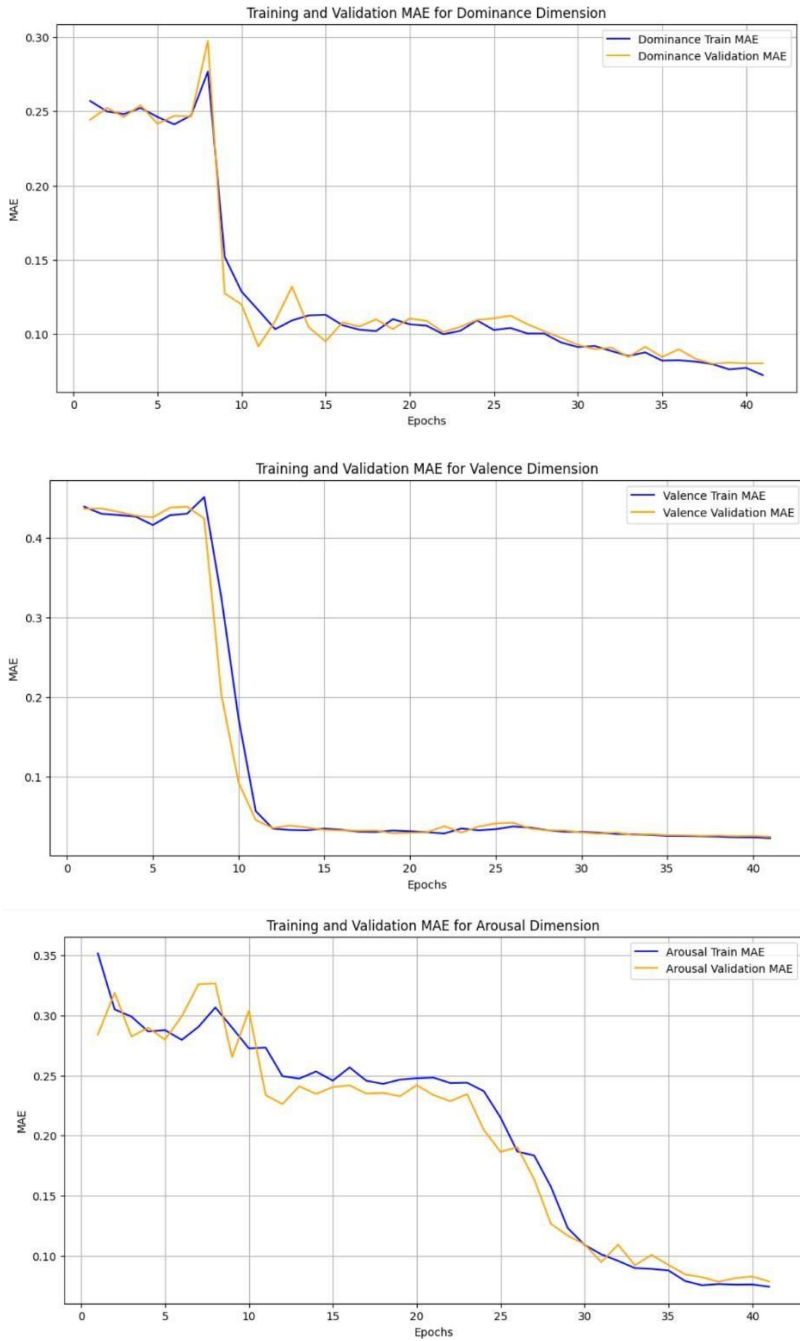 Training and Validation MAE for Dominance Dimension
Dominance Train MAE
Dominance Validation MAE
0.30
0.25
0.20
0.15
0.10
MAE
0 5 10 15 20 25 30 35 40
Epochs
Training and Validation MAE for Valence Dimension
Valence Train MAE
Valence Validation MAE
0.4
0.3
0.2
0.1
MAE
0 5 10 15 20 25 30 35 40
Epochs
Training and Validation MAE for Arousal Dimension
Arousal Train MAE
Arousal Validation MAE
0.35
0.30
0.25
0.20
0.15
0.10
MAE
0 5 10 15 20 25 30 35 40
Epochs